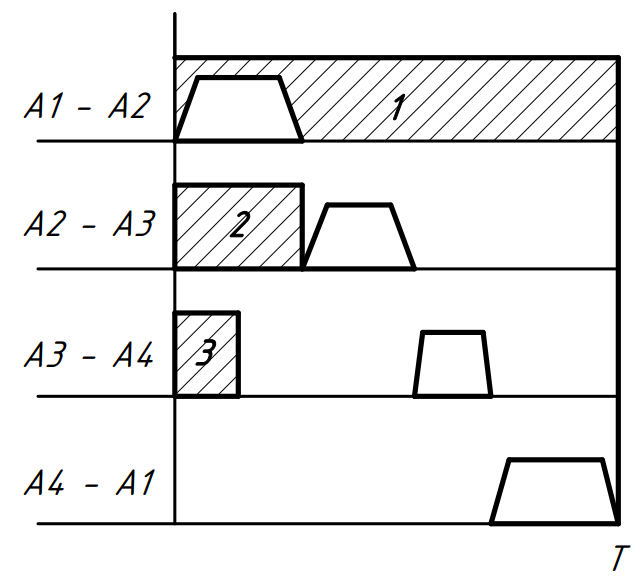 A1 - A2
1
A2 - A3
2
A3 - A4
3
A4 - A1
T